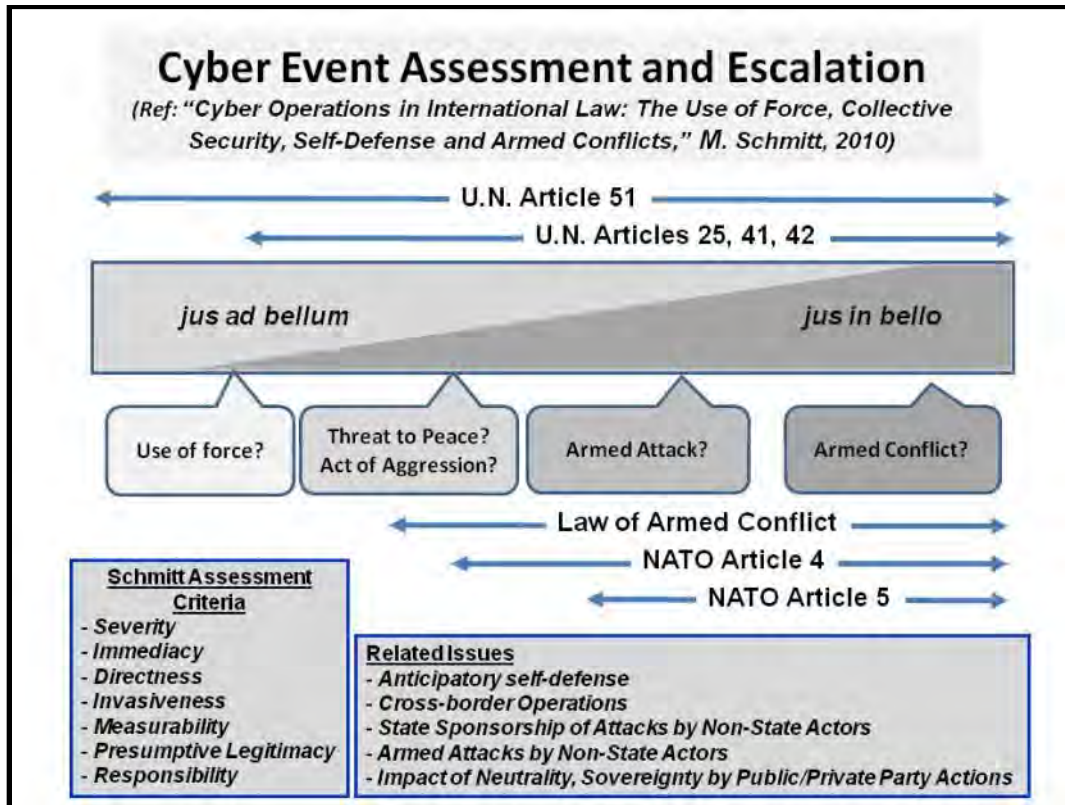 Cyber Event Assessment and Escalation
(Ref: “Cyber Operations in International Law: The Use of Force, Collective
Security, Self-Defense and Armed Conflicts,” M. Schmitt, 2010)
U.N. Article 51
U.N. Articles 25, 41, 42
jus ad bellum
jus in bello
Use of force?
Threat to Peace?
Act of Aggression?
Armed Attack?
Armed Conflict?
Law of Armed Conflict
NATO Article 4
NATO Article 5
Schmitt Assessment
Criteria
- Severity
- Immediacy
- Directness
- Invasiveness
- Measurability
- Presumptive Legitimacy
- Responsibility
Related Issues
- Anticipatory self-defense
- Cross-border Operations
- State Sponsorship of Attacks by Non-State Actors
- Armed Attacks by Non-State Actors
- Impact of Neutrality, Sovereignty by Public/Private Party Actions